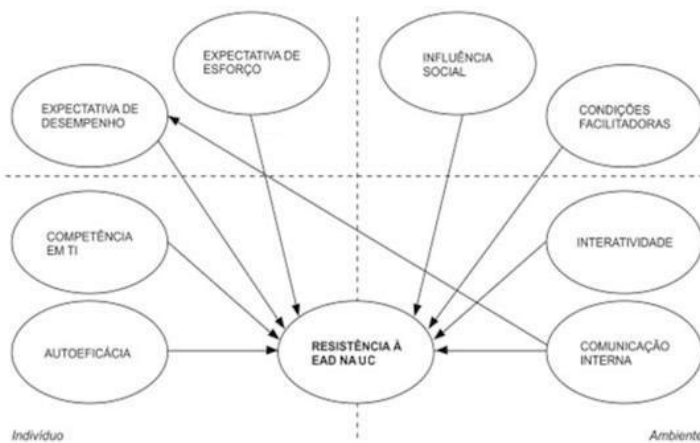 EXPECTATIVA DE
ESFORÇO
INFLUÊNCIA
SOCIAL
EXPECTATIVA DE
DESEMPENHO
CONDIÇÕES
FACILITADORAS
COMPETÊNCIA
EM TI
INTERATIVIDADE
AUTOEFICÁCIA
RESISTÊNCIA À
EAD NA UC
COMUNICAÇÃO
INTERNA
Indivíduo
Ambiente